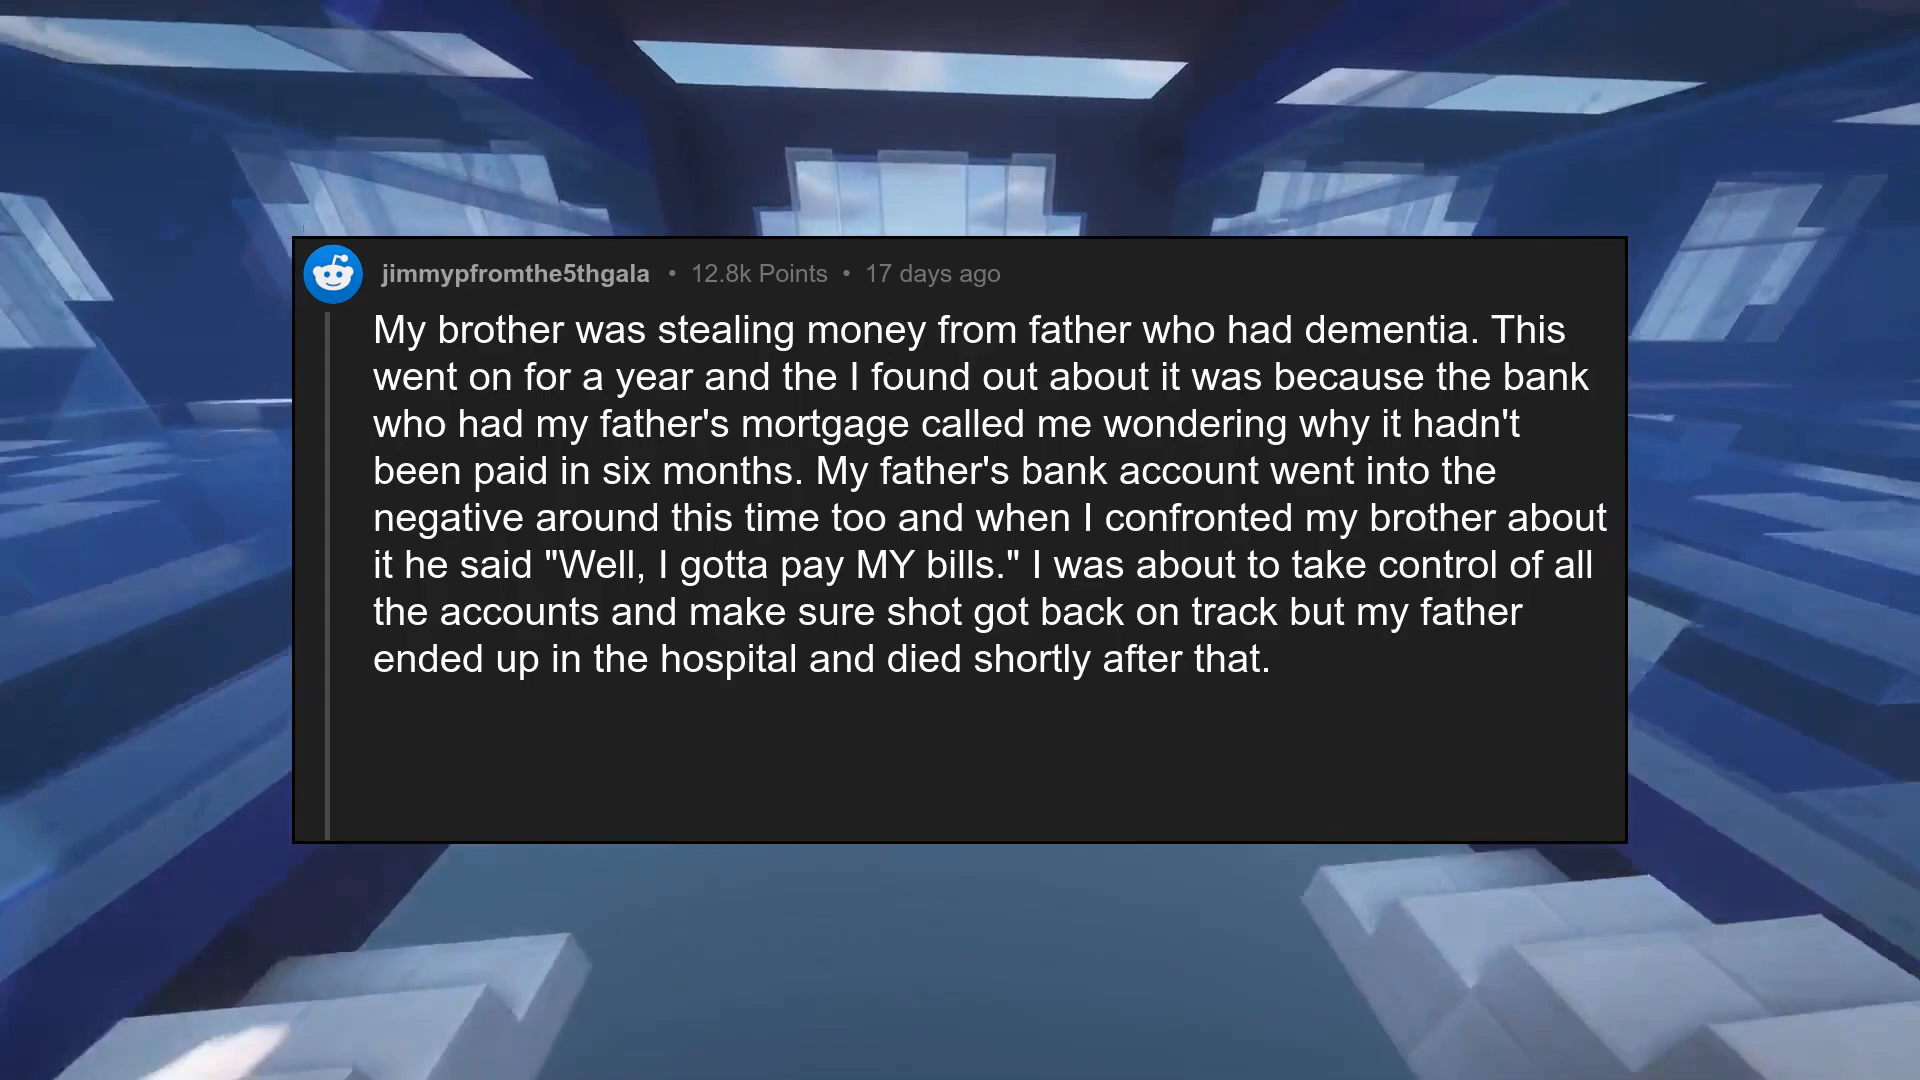 jimmypfromthe5thgala • 12.8k Points • 17 days ago
My brother was stealing money from father who had dementia. This
went on for a year and the I found out about it was because the bank
who had my father's mortgage called me wondering why it hadn't
been paid in six months. My father's bank account went into the
negative around this time too and when I confronted my brother about
it he said "Well, I gotta pay MY bills." I was about to take control of all
the accounts and make sure shot got back on track but my father
ended up in the hospital and died shortly after that.